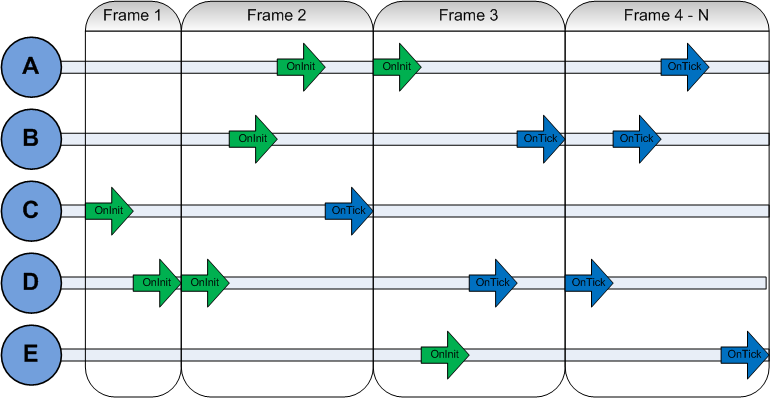 Frame 1 Frame 2 Frame 3 Frame 4 - N
A OnInit OnInit OnTick
B OnInit OnTick OnTick
C OnInit OnTick
D OnInit OnInit OnTick OnTick
E OnInit OnTick